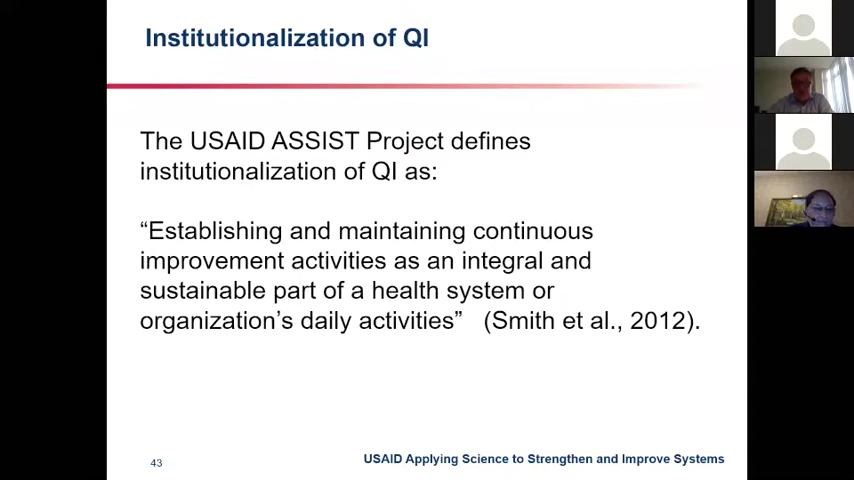 Institutionalization of QI
The USAID ASSIST Project defines
institutionalization of QI as:
“Establishing and maintaining continuous
improvement activities as an integral and
sustainable part of a health system or
organization’s daily activities” (Smith et al., 2012).
43
USAID Applying Science to Strengthen and Improve Systems